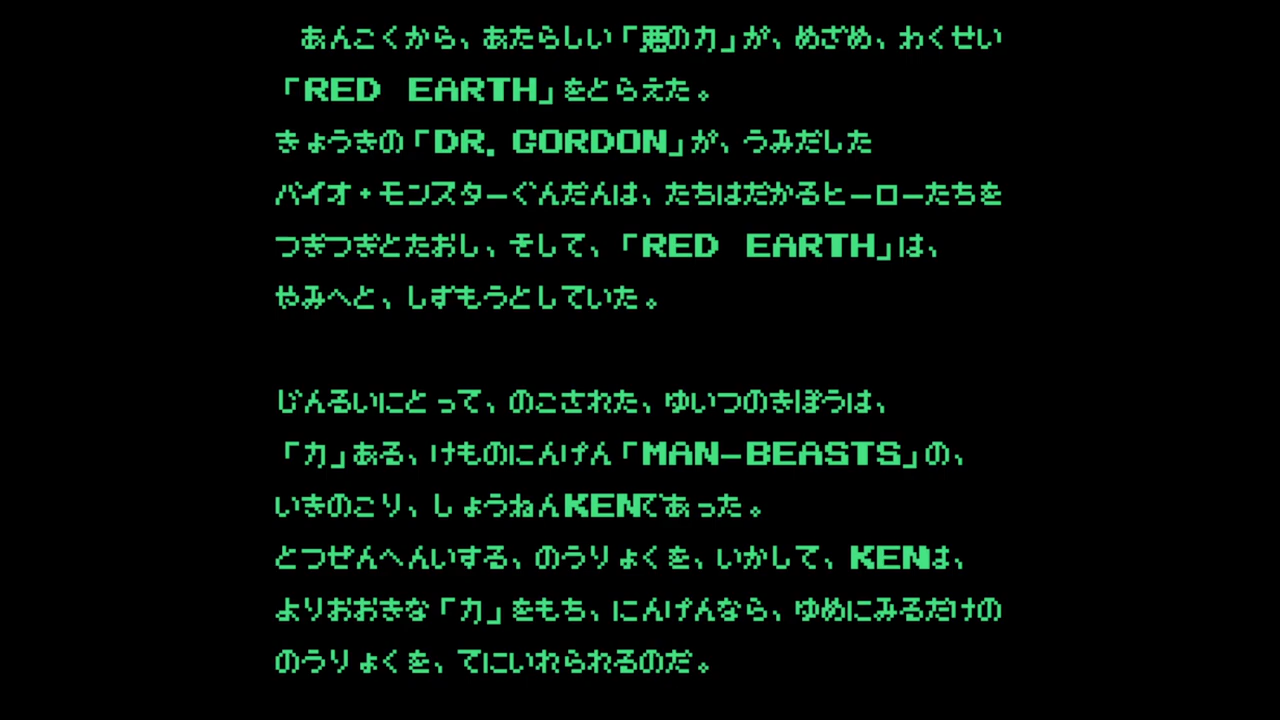 あんこくから、あたらしい「悪の力」が、めざめ、わくせい
「RED EARTH」をとらえた。
きょうきの「DR. GORDON」が、うみだした
バイオ・モンスターぐんだんは、たちはだかるヒーローたちを
つぎつぎとたおし、そして、「RED EARTH」は、
やみへと、しずもうとしていた。
じんるいにとって、のこされた、ゆいつのきぼうは、
「力」ある、けものにんげん「MAN-BEASTS」の、
いきのこり、しょうねんKENであった。
とつぜんへんいする、のうりょくを、いかして、KENは、
よりおおきな「力」をもち、にんげんなら、ゆめにみるだけの
のうりょくを、てにいれられるのだ。